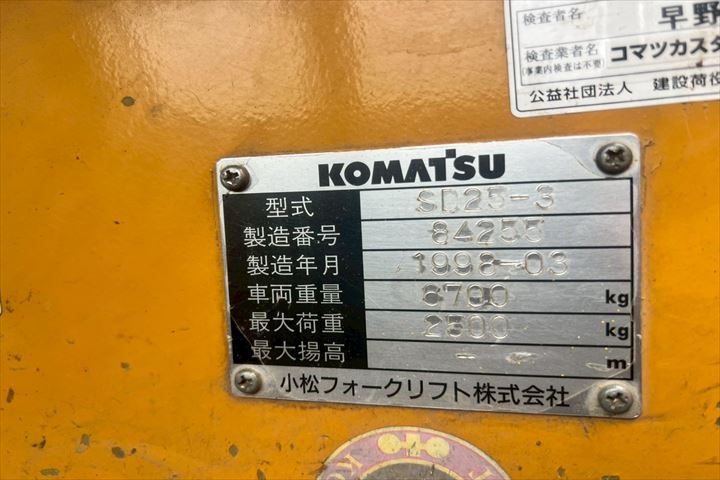 検査者名 早野
検査業者名 コマツカスタ
(事業内検査は不要)
公益社団法人 建設荷役
KOMATSU
型式 SD25-3
製造番号 84255
製造年月 1998-03
車両重量 kg
最大荷重 2500 kg
最大揚高 - m
小松フォークリフト株式会社